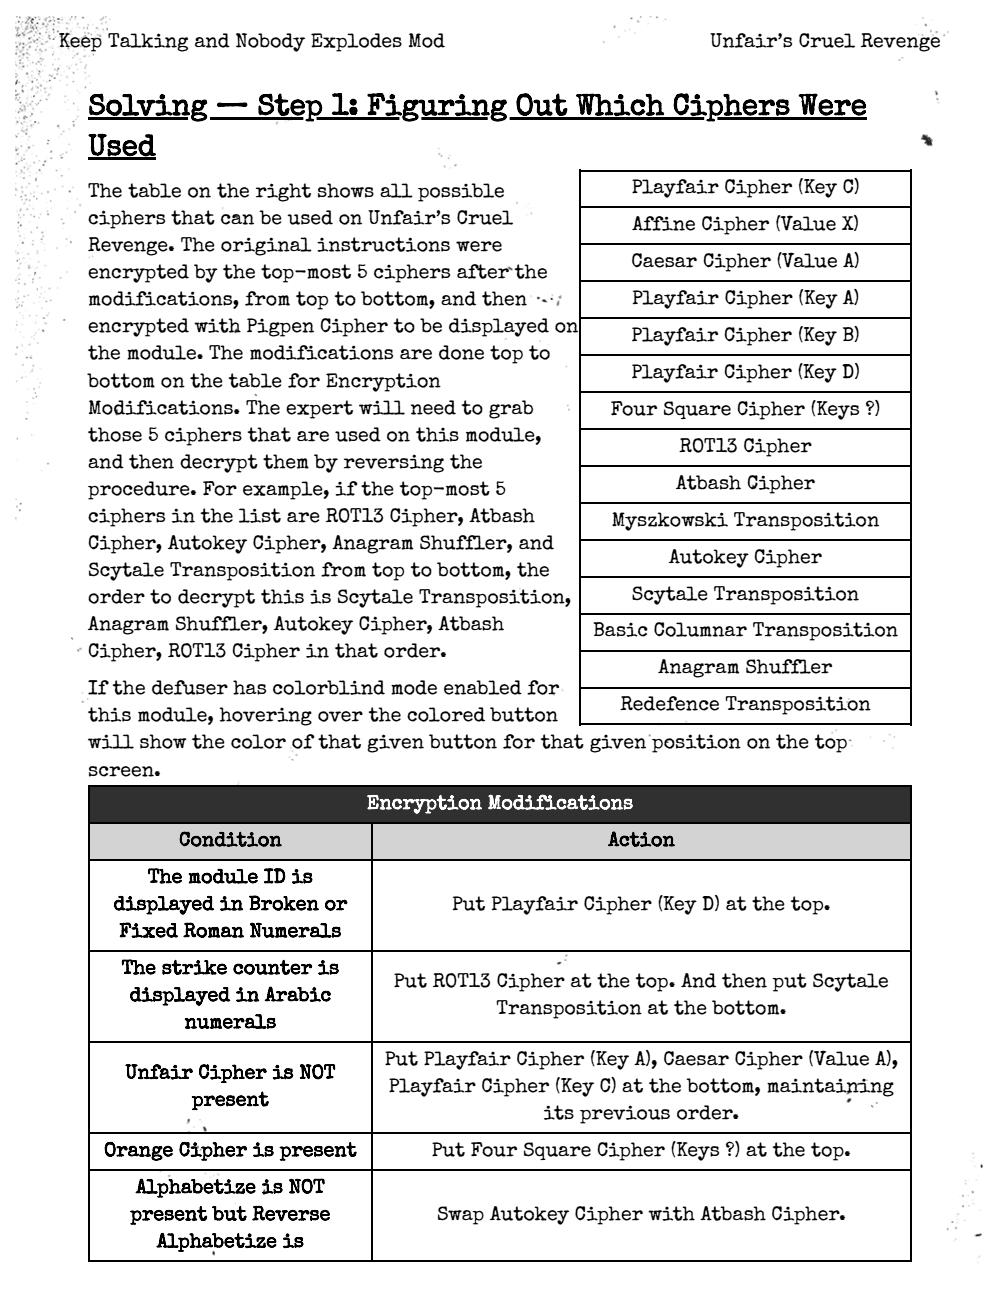 Keep Talking and Nobody Explodes Mod
Unfair's Cruel Revenge
Solving — Step 1: Figuring Out Which Ciphers Were
Used
The table on the right shows all possible
ciphers that can be used on Unfair's Cruel
Revenge. The original instructions were
encrypted by the top-most 5 ciphers after the
modifications, from top to bottom, and then
encrypted with Pigpen Cipher to be displayed on
the module. The modifications are done top to
bottom on the table for Encryption
Modifications. The expert will need to grab
those 5 ciphers that are used on this module,
and then decrypt them by reversing the
procedure. For example, if the top-most 5
ciphers in the list are ROT13 Cipher, Atbash
Cipher, Autokey Cipher, Anagram Shuffler, and
Scytale Transposition from top to bottom, the
order to decrypt this is Scytale Transposition,
Anagram Shuffler, Autokey Cipher, Atbash
Cipher, ROT13 Cipher in that order.
If the defuser has colorblind mode enabled for
this module, hovering over the colored button
will show the color of that given button for that given position on the top
screen.
Playfair Cipher (Key C)
Affine Cipher (Value X)
Caesar Cipher (Value A)
Playfair Cipher (Key A)
Playfair Cipher (Key B)
Playfair Cipher (Key D)
Four Square Cipher (Keys ?)
ROT13 Cipher
Atbash Cipher
Myszkowski Transposition
Autokey Cipher
Scytale Transposition
Basic Columnar Transposition
Anagram Shuffler
Redefence Transposition
Encryption Modifications
Condition
Action
The module ID is
displayed in Broken or
Fixed Roman Numerals
Put Playfair Cipher (Key D) at the top.
The strike counter is
displayed in Arabic
numerals
Put ROT13 Cipher at the top. And then put Scytale
Transposition at the bottom.
Unfair Cipher is NOT
present
Put Playfair Cipher (Key A), Caesar Cipher (Value A),
Playfair Cipher (Key C) at the bottom, maintaining
its previous order.
Orange Cipher is present
Put Four Square Cipher (Keys ?) at the top.
Alphabetize is NOT
present but Reverse
Alphabetize is
Swap Autokey Cipher with Atbash Cipher.